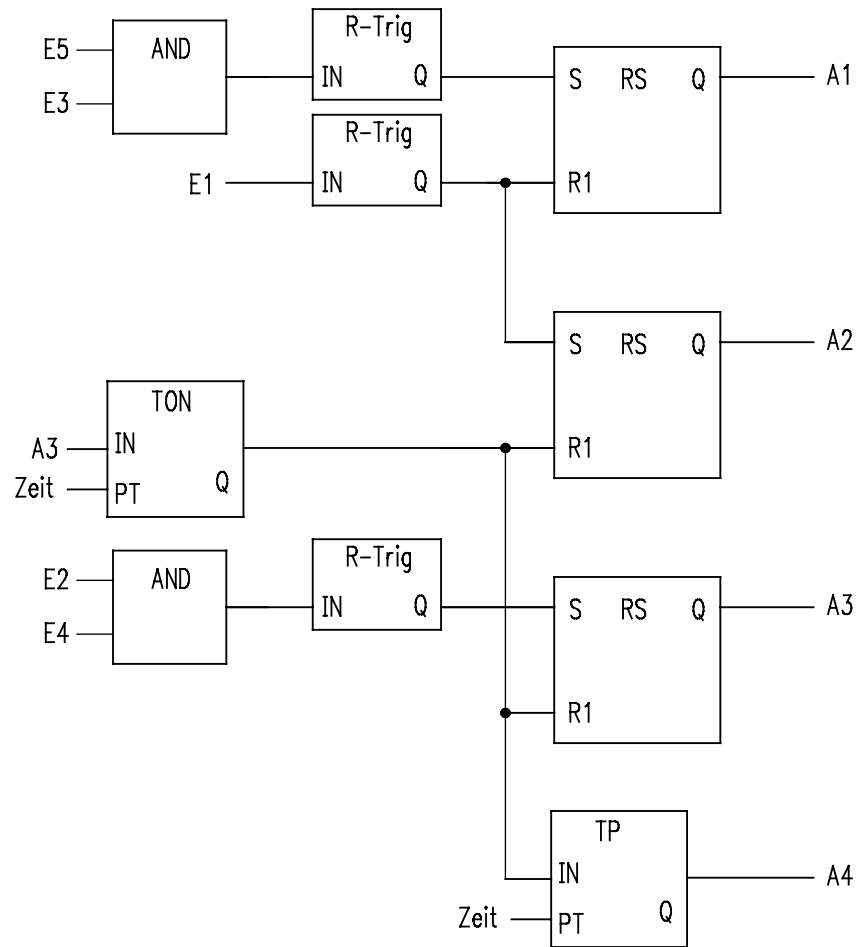 E5
E3
AND
R-Trig
IN Q
S RS Q
R1
A1
E1
R-Trig
IN Q
S RS Q
R1
A2
TON
IN
PT
Q
A3
Zeit
E2
E4
AND
R-Trig
IN Q
S RS Q
R1
A3
TP
IN
PT
Q
Zeit
A4